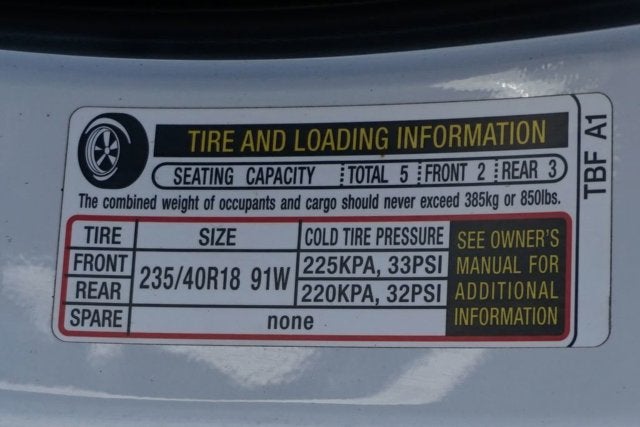 TIRE AND LOADING INFORMATION
SEATING CAPACITY TOTAL 5 FRONT 2 REAR 3
The combined weight of occupants and cargo should never exceed 385kg or 850lbs.
TIRE SIZE COLD TIRE PRESSURE
FRONT 235/40R18 91W 225KPA, 33PSI
REAR 220KPA, 32PSI
SPARE none
SEE OWNER'S
MANUAL FOR
ADDITIONAL
INFORMATION
TBF A1